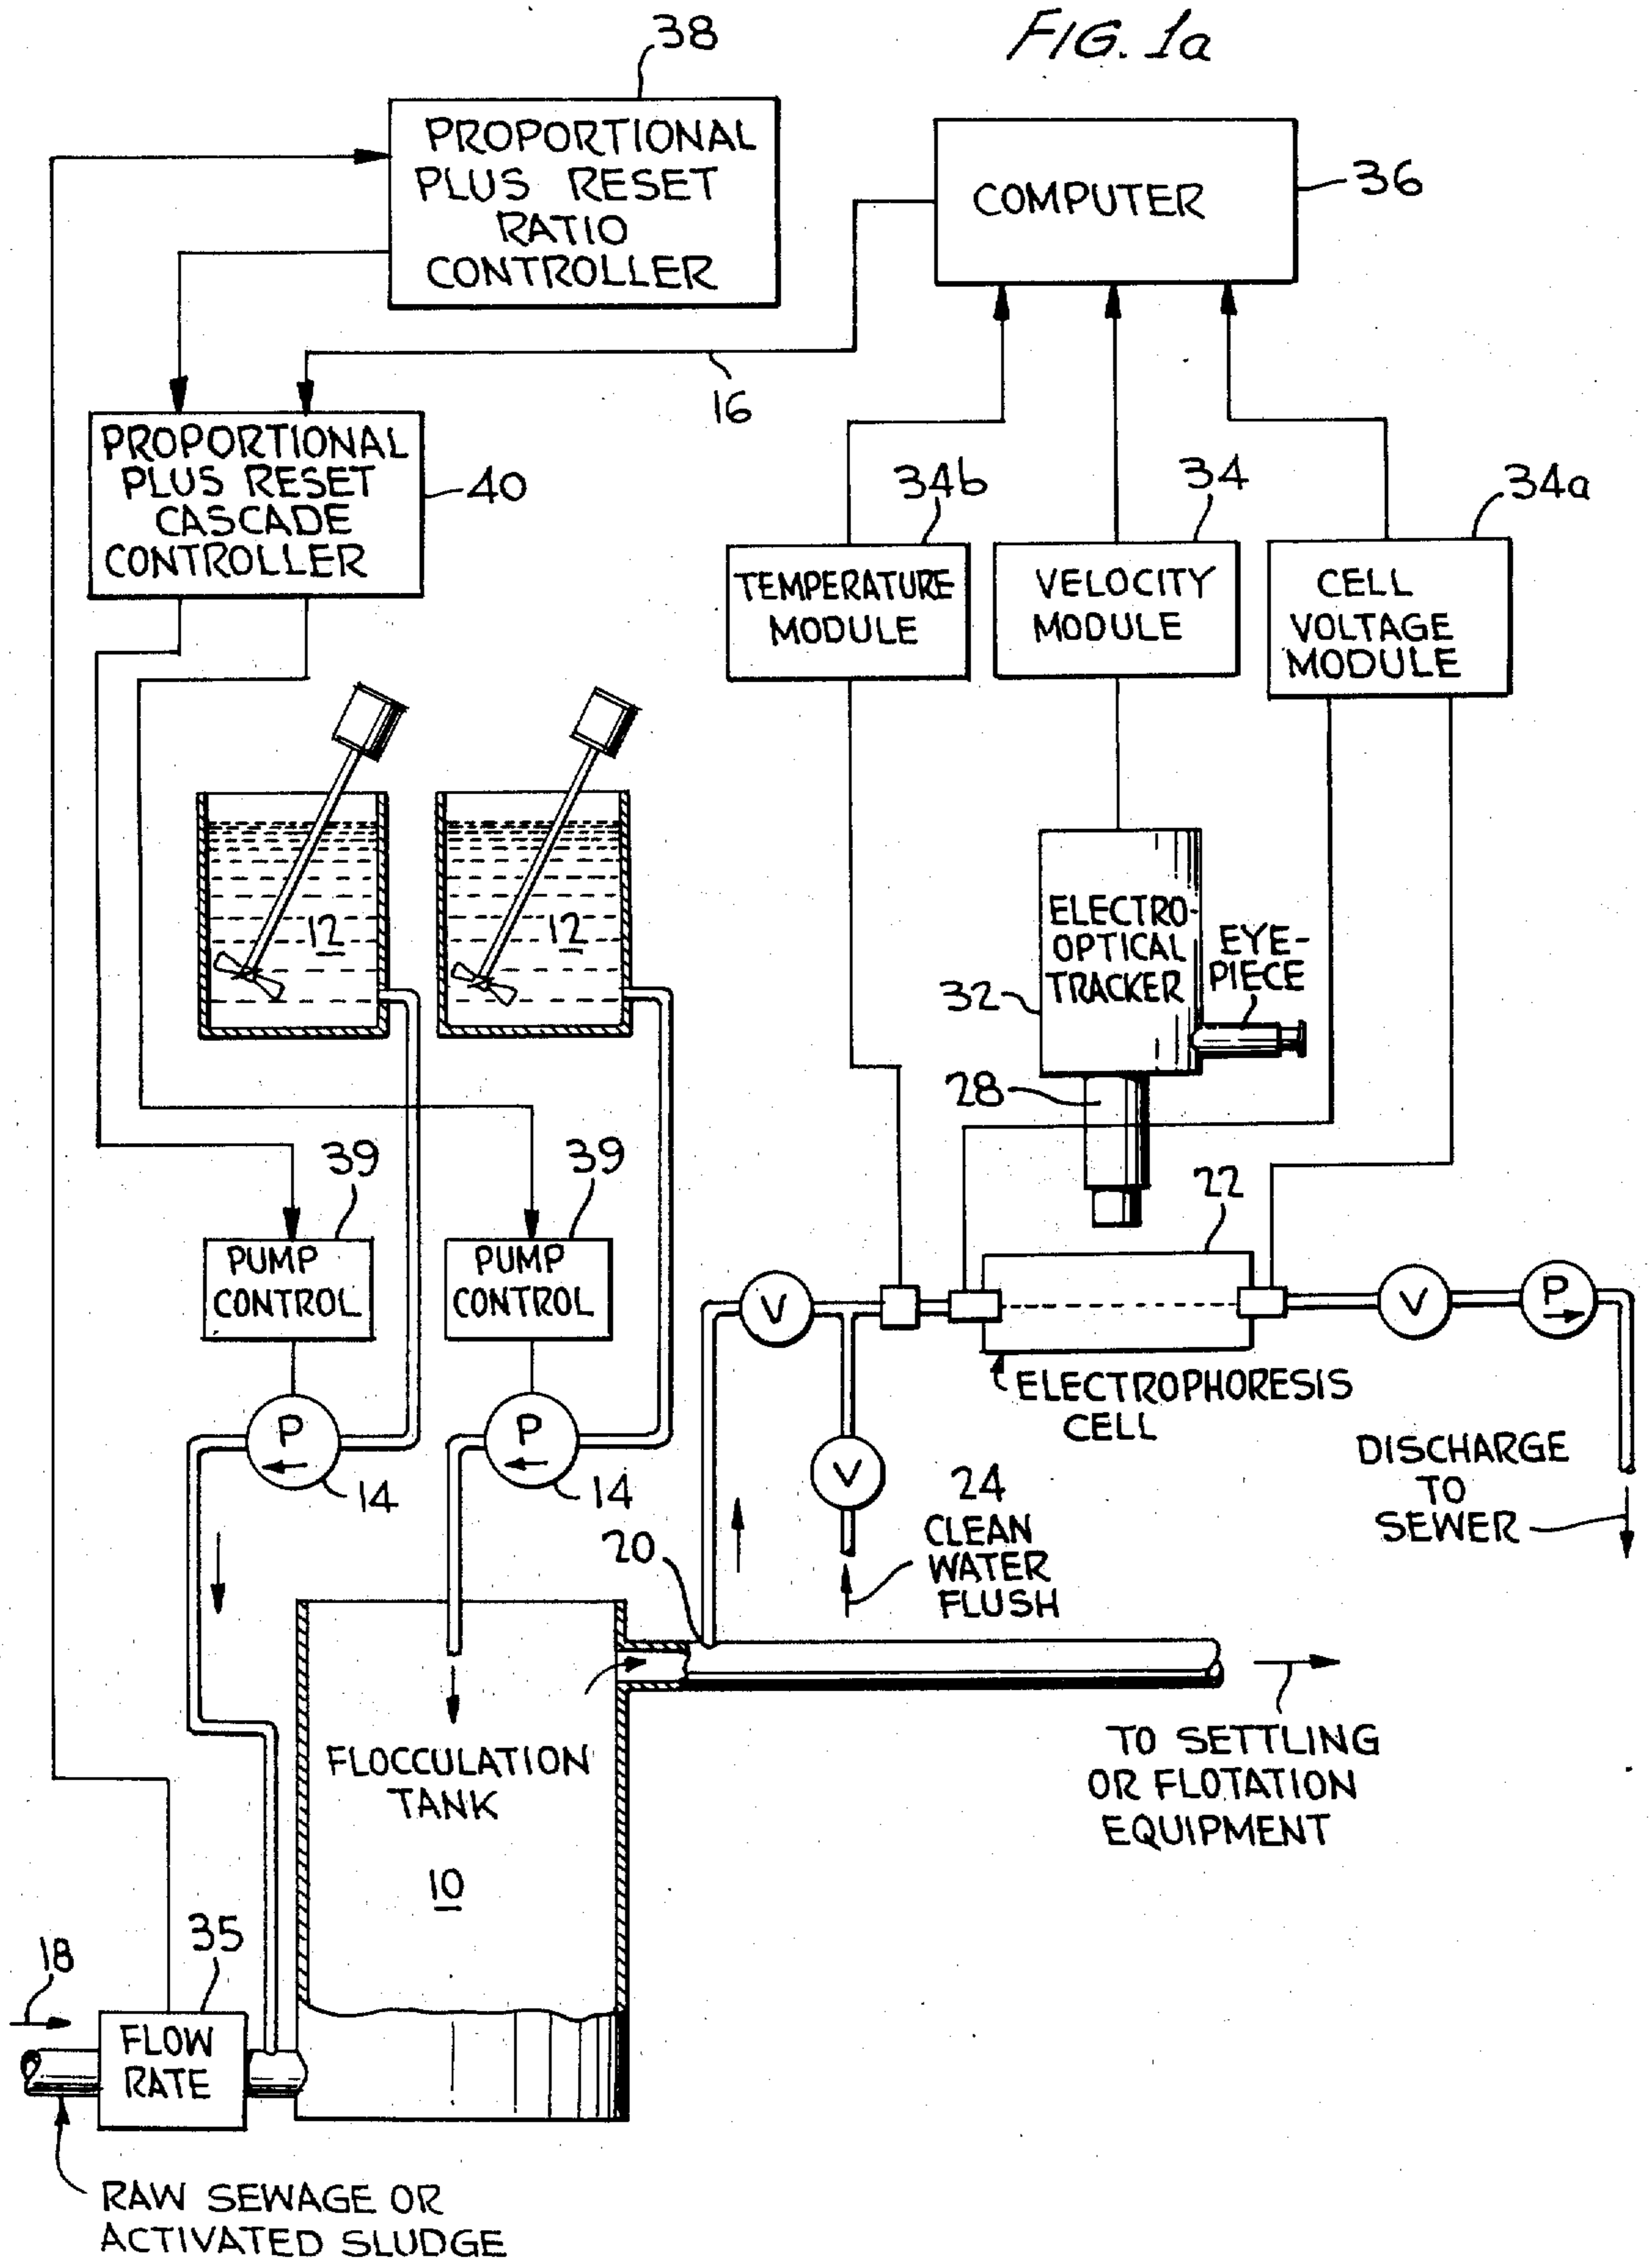 FIG. 1a
38
PROPORTIONAL
PLUS RESET
RATIO
CONTROLLER
COMPUTER
36
16
PROPORTIONAL
PLUS RESET
CASCADE
CONTROLLER
40
34b
34
34a
TEMPERATURE
MODULE
VELOCITY
MODULE
CELL
VOLTAGE
MODULE
12
12
ELECTRO-
OPTICAL
TRACKER
EYE-
PIECE
32
28
39
39
22
PUMP
CONTROL
PUMP
CONTROL
V
V
P
ELECTROPHORESIS
CELL
P
P
14
14
V
24
CLEAN
WATER
FLUSH
DISCHARGE
TO
SEWER
20
FLOCCULATION
TANK
10
TO SETTLING
OR FLOTATION
EQUIPMENT
18
35
FLOW
RATE
RAW SEWAGE OR
ACTIVATED SLUDGE